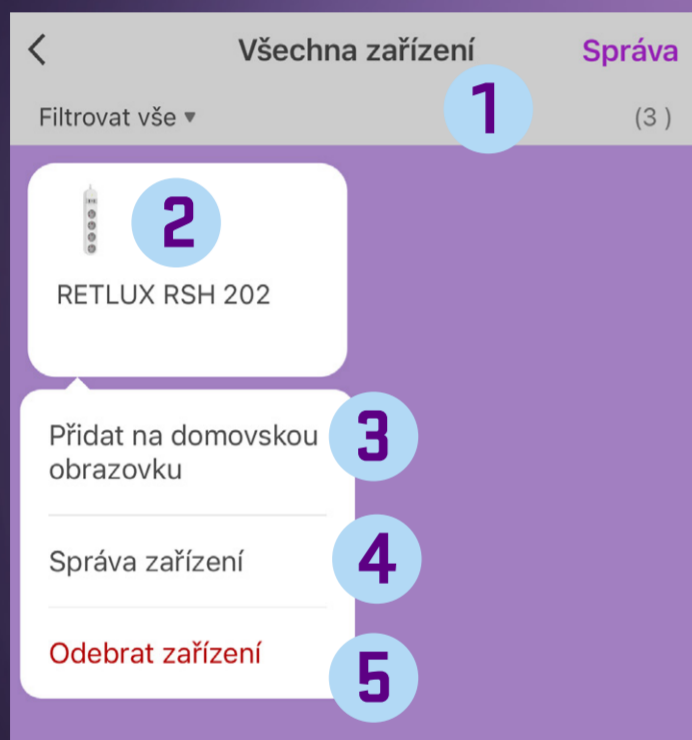 Všechna zařízení Správa
1
Filtrovat vše ▾ (3 )
2
RETLUX RSH 202
Přidat na domovskou
obrazovku
3
Správa zařízení 4
Odebrat zařízení 5